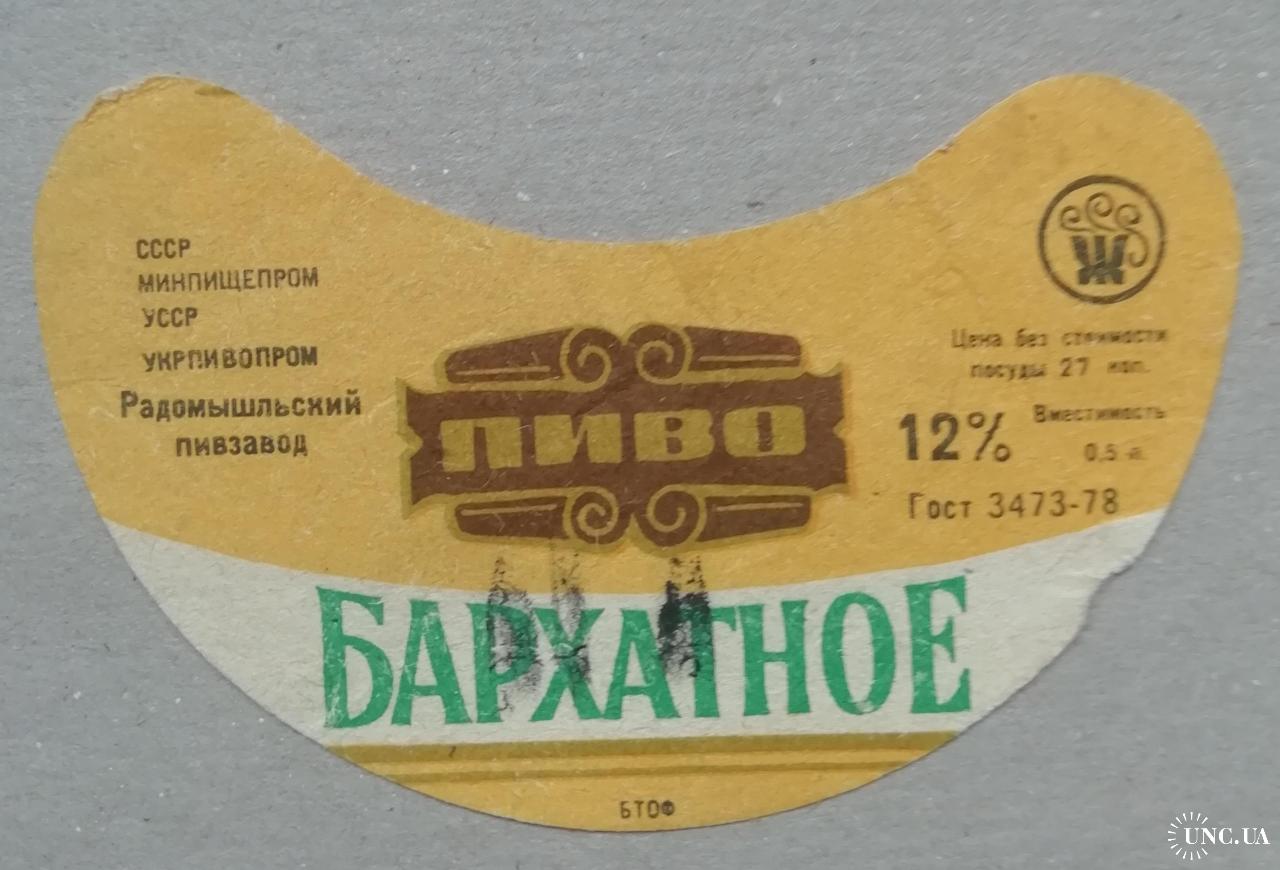 СССР
МИНПИЩЕПРОМ
УССР
УКРПИВОПРОМ
Радомышльский
пивзавод
ПИВО
Ж
Цена без стоимости
посуды 27 коп.
12% Вместимость
0,5 л.
Гост 3473-78
БАРХАТНОЕ
БТОФ
UNC.UA